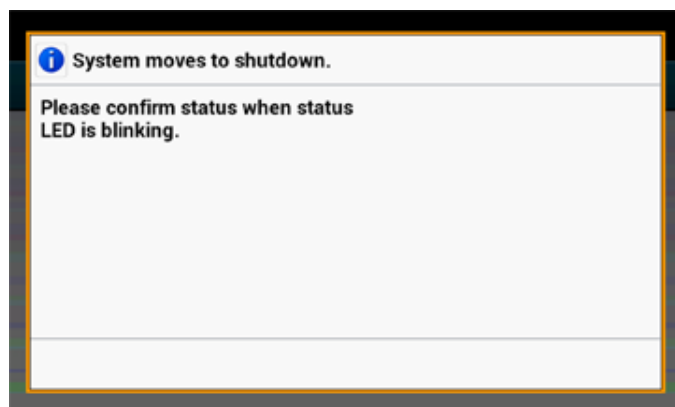 System moves to shutdown.
Please confirm status when status
LED is blinking.